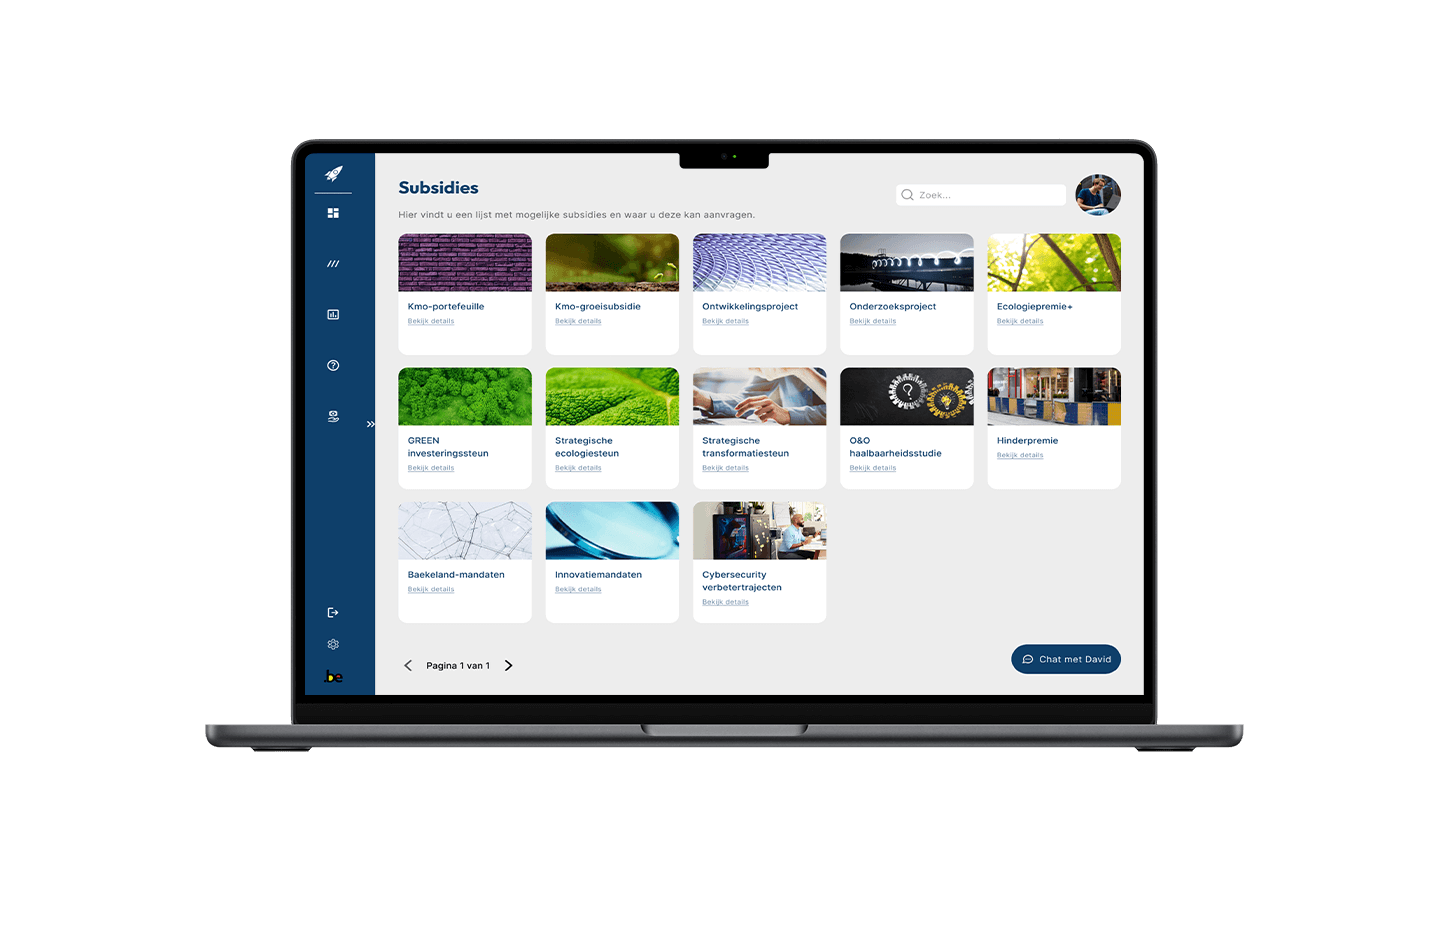 Subsidies
Zoek...
Hier vindt u een lijst met mogelijke subsidies en waar u deze kan aanvragen.
Kmo-portefeuille
Bekijk details
Kmo-groeisubsidie
Bekijk details
Ontwikkelingsproject
Bekijk details
Onderzoeksproject
Bekijk details
Ecologiepremie+
Bekijk details
GREEN
investeringssteun
Bekijk details
Strategische
ecologiesteun
Bekijk details
Strategische
transformatiesteun
Bekijk details
O&O
haalbaarheidsstudie
Bekijk details
Hinderpremie
Bekijk details
Baekeland-mandaten
Bekijk details
Innovatiemandaten
Bekijk details
Cybersecurity
verbetertrajecten
Bekijk details
Pagina 1 van 1
Chat met David
.be